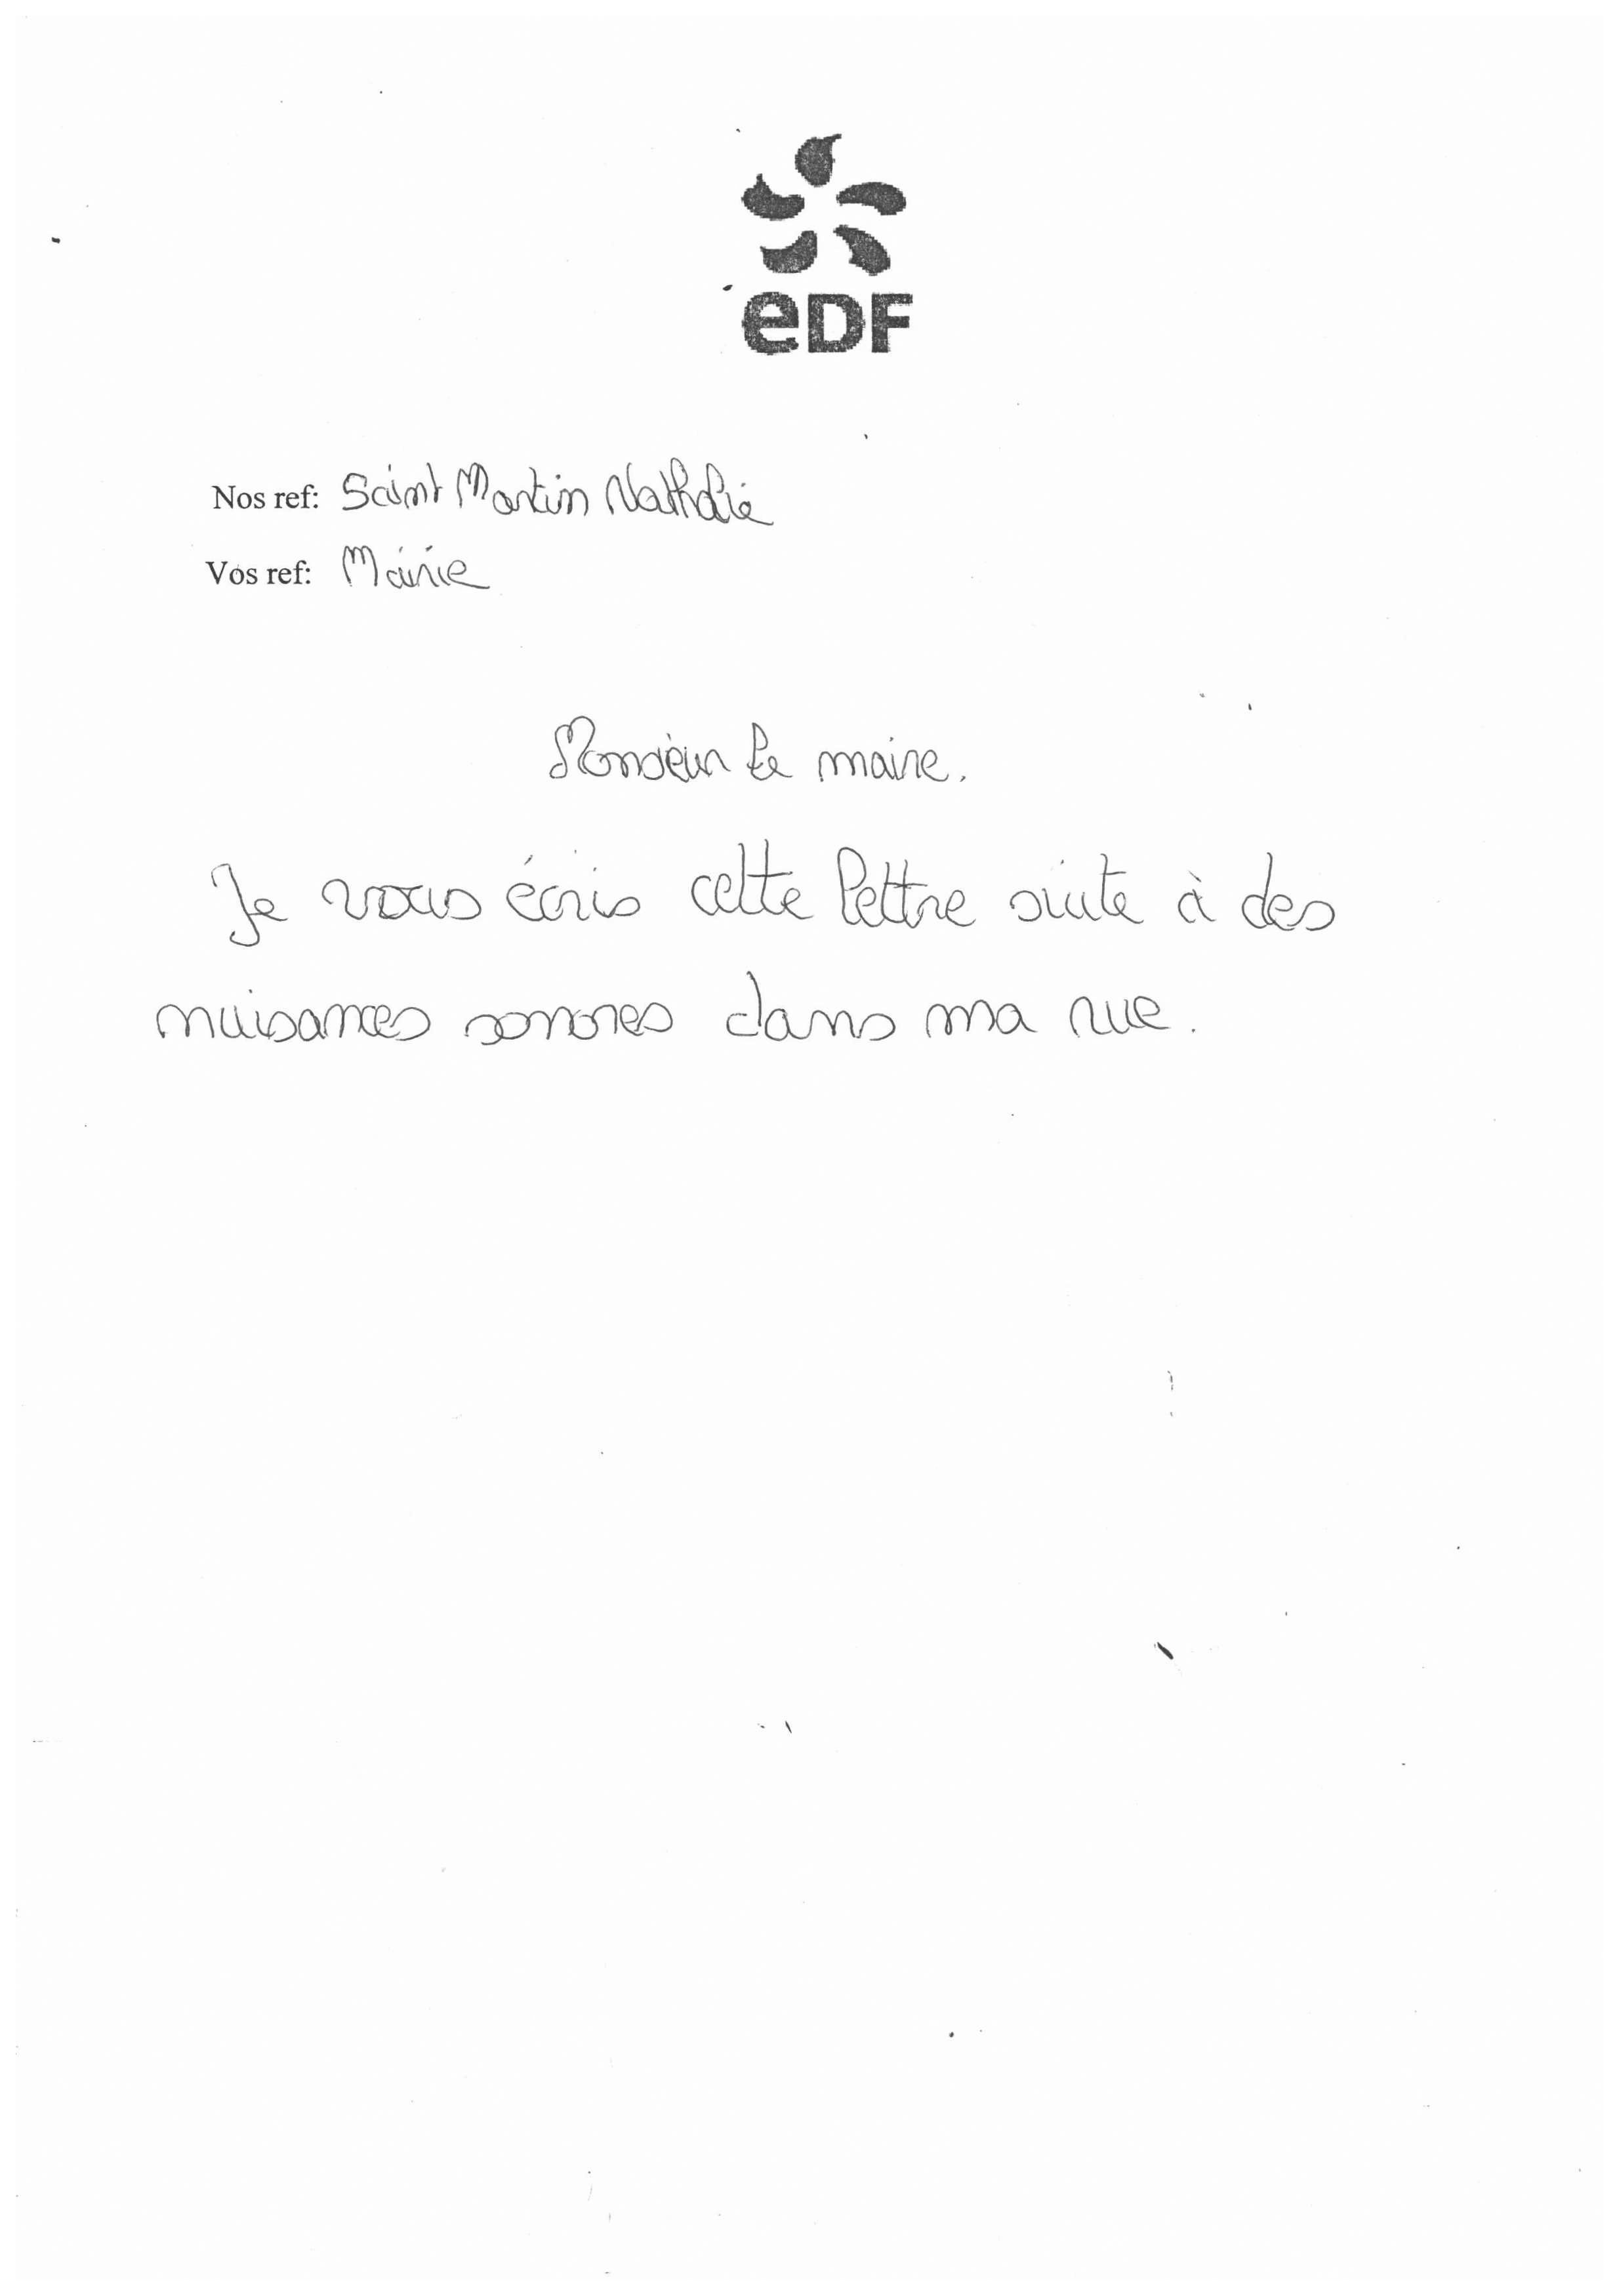 eDF
Nos ref: Saint Martin Nathalie
Vos ref: Mairie
Monsieur le maire.
Je vous écris cette lettre suite à des
nuisances sonores dans ma rue.